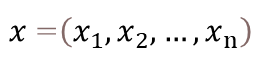 x =(x₁, x₂, …, xₙ)